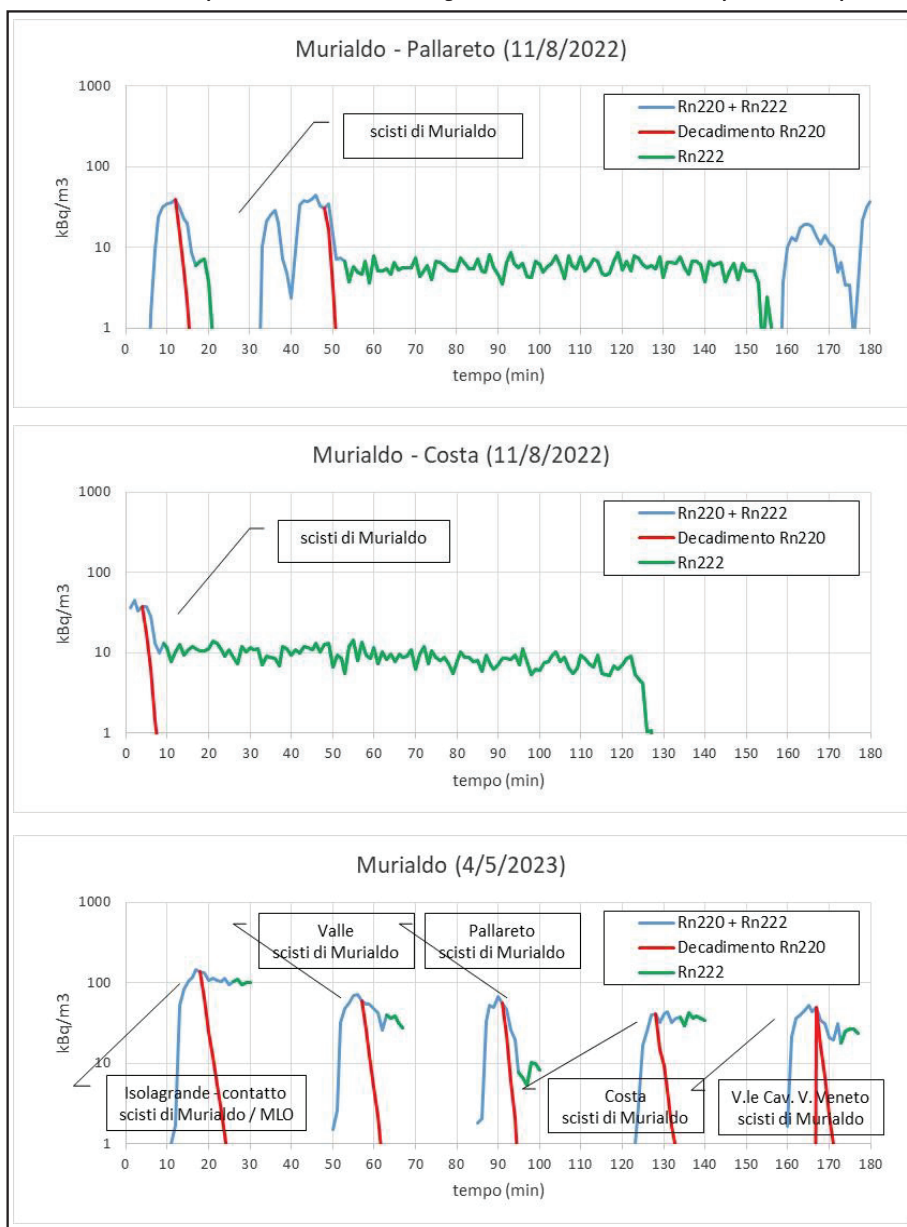 Murialdo - Pallareto (11/8/2022)
1000
100
10
1
kBq/m3
scisti di Murialdo
Rn220 + Rn222
Decadimento Rn220
Rn222
0 10 20 30 40 50 60 70 80 90 100 110 120 130 140 150 160 170 180
tempo (min)
Murialdo - Costa (11/8/2022)
1000
100
10
1
kBq/m3
scisti di Murialdo
Rn220 + Rn222
Decadimento Rn220
Rn222
0 10 20 30 40 50 60 70 80 90 100 110 120 130 140 150 160 170 180
tempo (min)
Murialdo (4/5/2023)
1000
100
10
1
kBq/m3
Valle
scisti di Murialdo
Pallareto
scisti di Murialdo
Rn220 + Rn222
Decadimento Rn220
Rn222
Isolagrande - contatto
scisti di Murialdo / MLO
Costa
scisti di Murialdo
V.le Cav. V. Veneto
scisti di Murialdo
0 10 20 30 40 50 60 70 80 90 100 110 120 130 140 150 160 170 180
tempo (min)